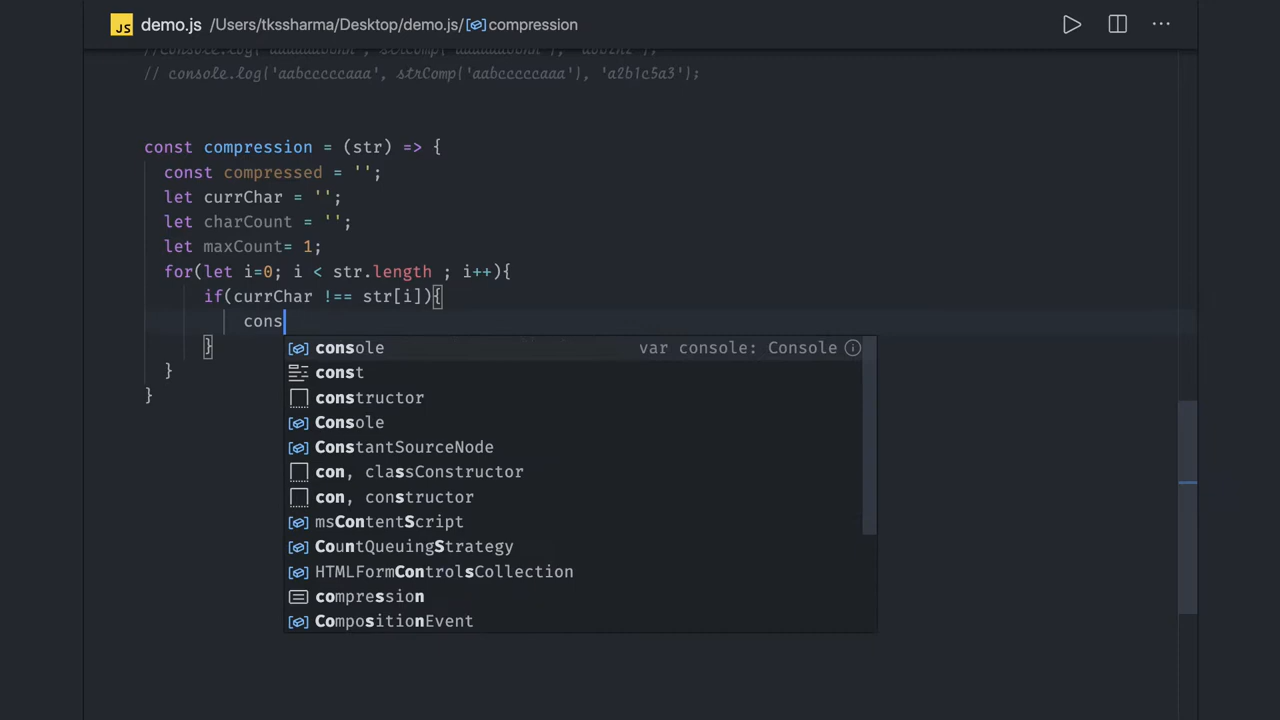 JS demo.js /Users/tkssharma/Desktop/demo.js/compression ...
// console.log('aabcccccaaa', strComp('aabcccccaaa'), 'a2b1c5a3');
const compression = (str) => {
const compressed = '';
let currChar = '';
let charCount = '';
let maxCount= 1;
for(let i=0; i < str.length ; i++){
if(currChar !== str[i]){
cons
console var console: Console
}
const
}
constructor
}
Console
ConstantSourceNode
con, classConstructor
con, constructor
msContentScript
CountQueuingStrategy
HTMLFormControlsCollection
compression
CompositionEvent